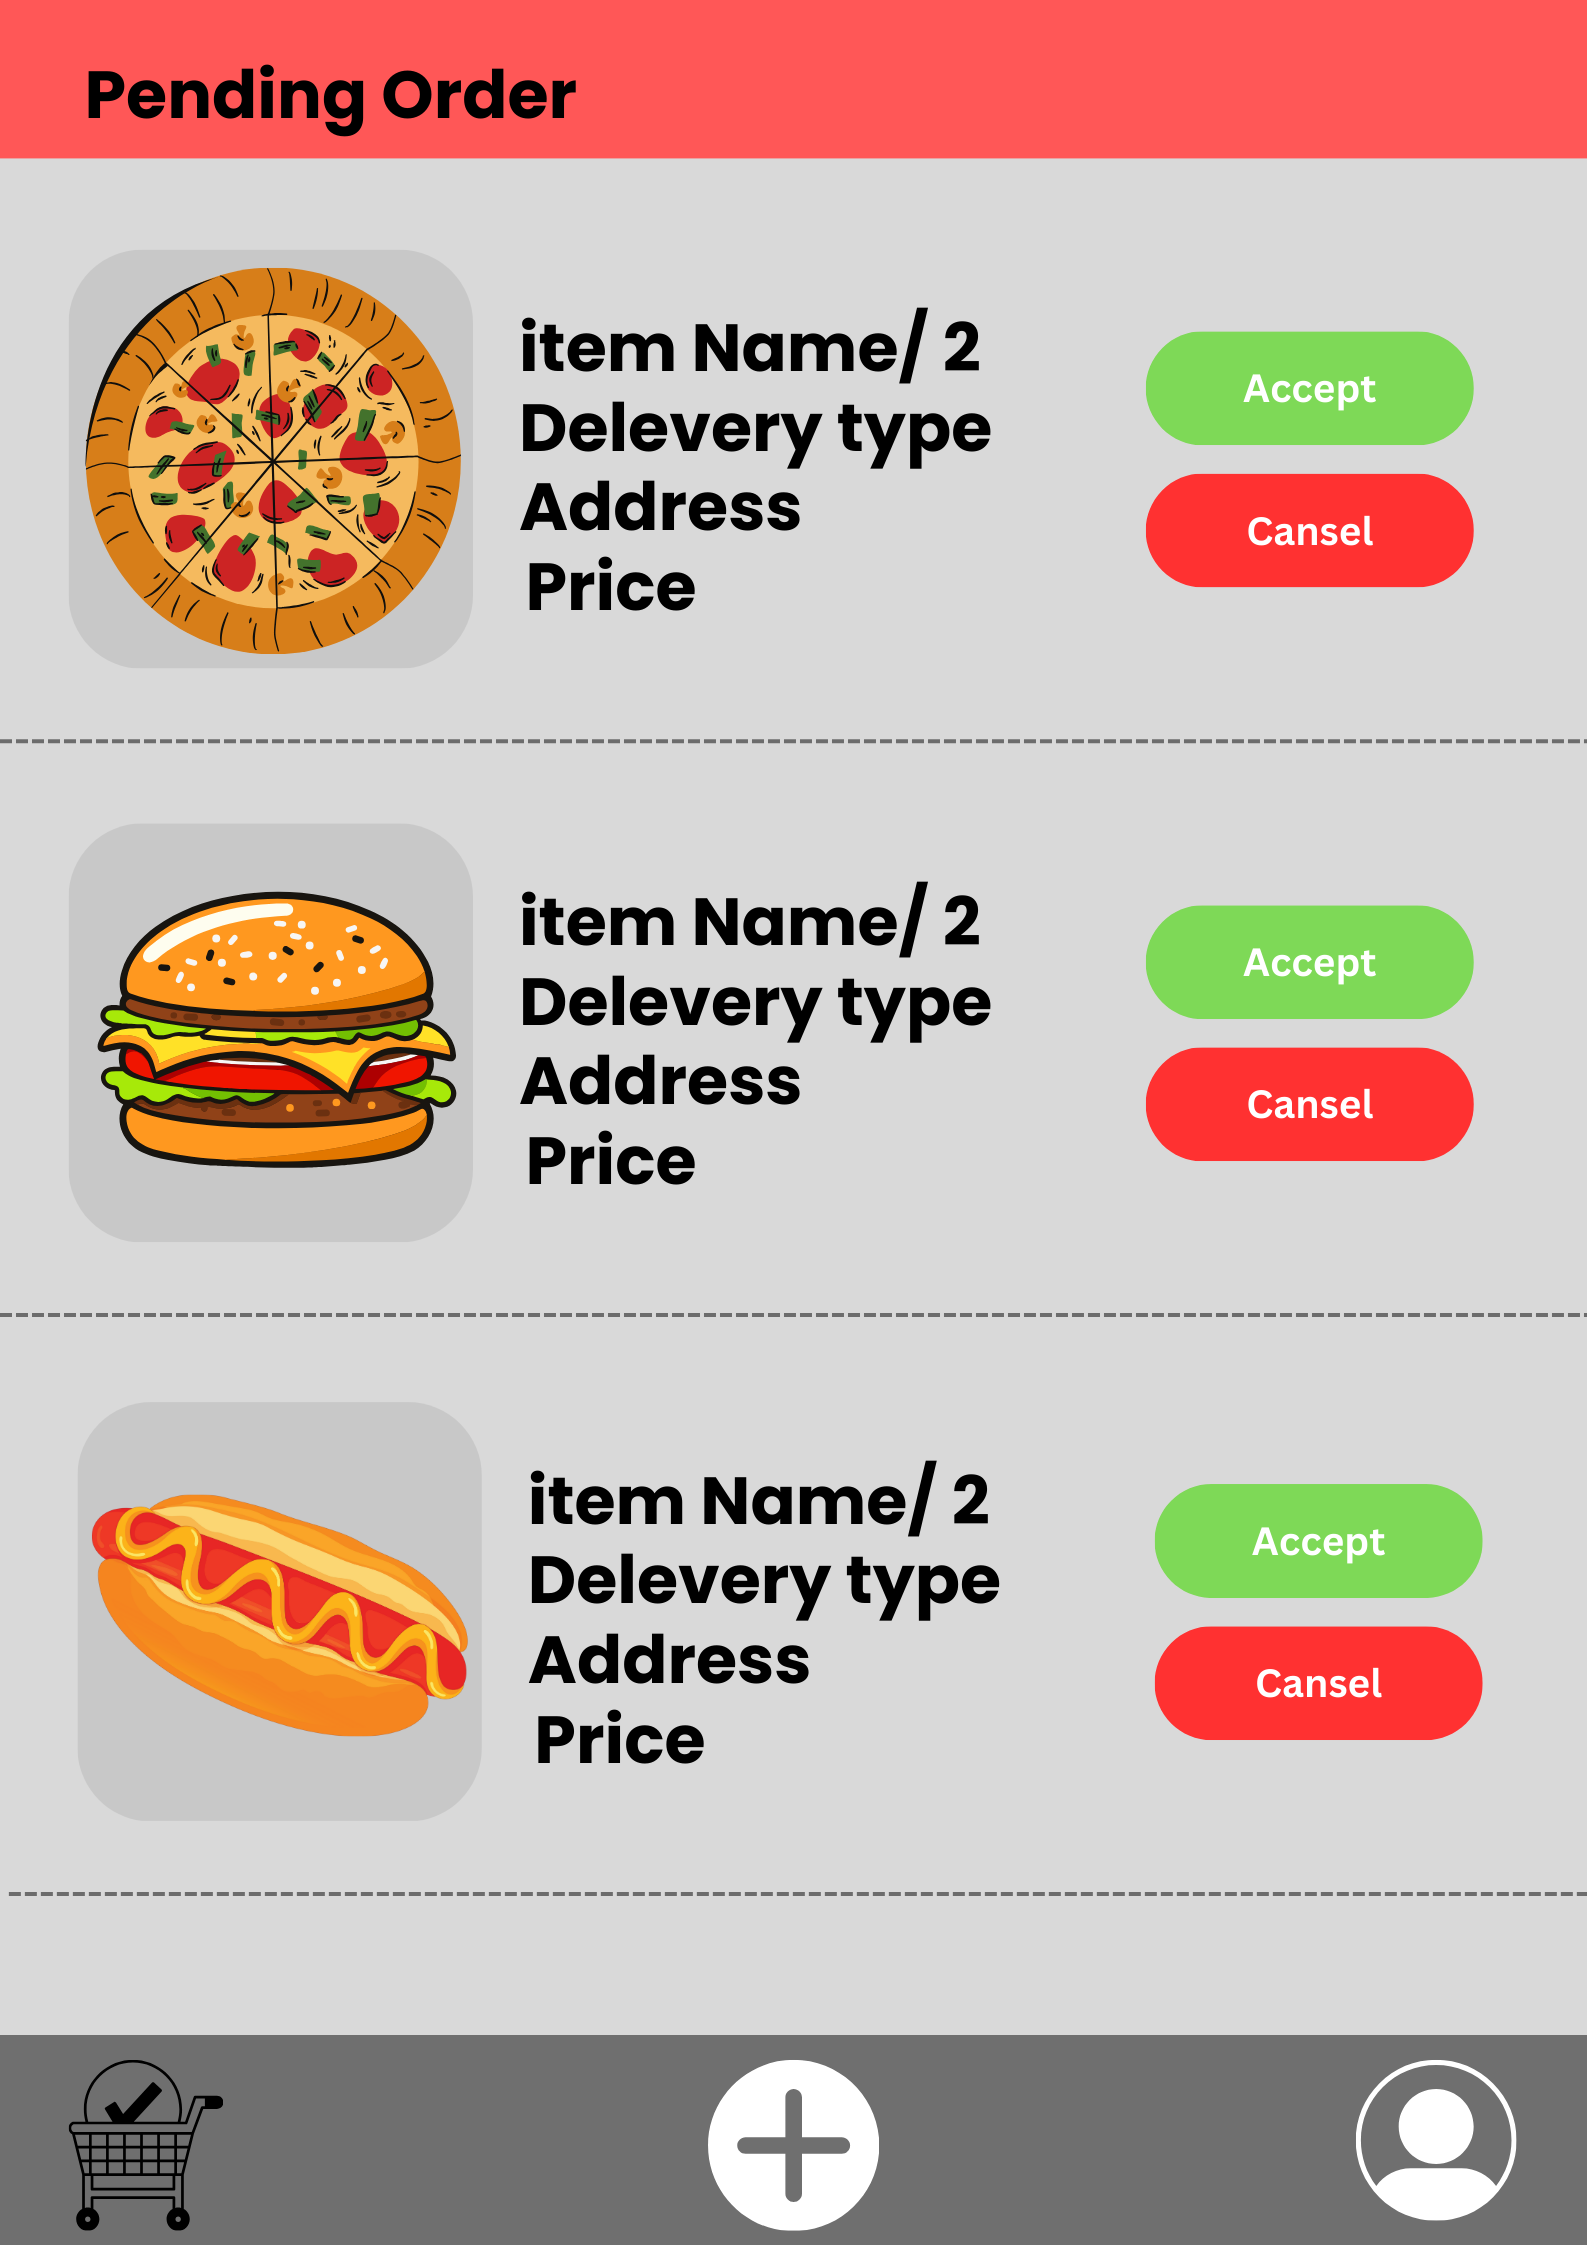 Pending Order
item Name/ 2
Delevery type
Address
Price
Accept
Cansel
item Name/ 2
Delevery type
Address
Price
Accept
Cansel
item Name/ 2
Delevery type
Address
Price
Accept
Cansel